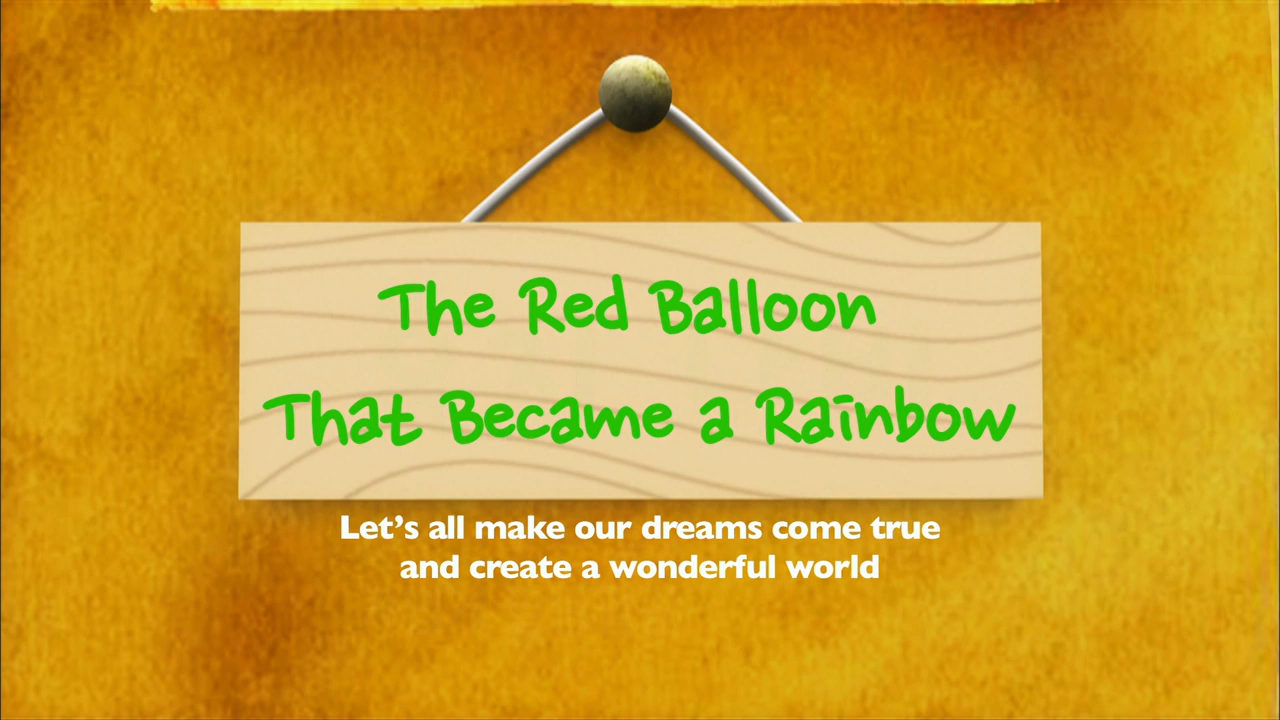 The Red Balloon
That Became a Rainbow
Let's all make our dreams come true
and create a wonderful world